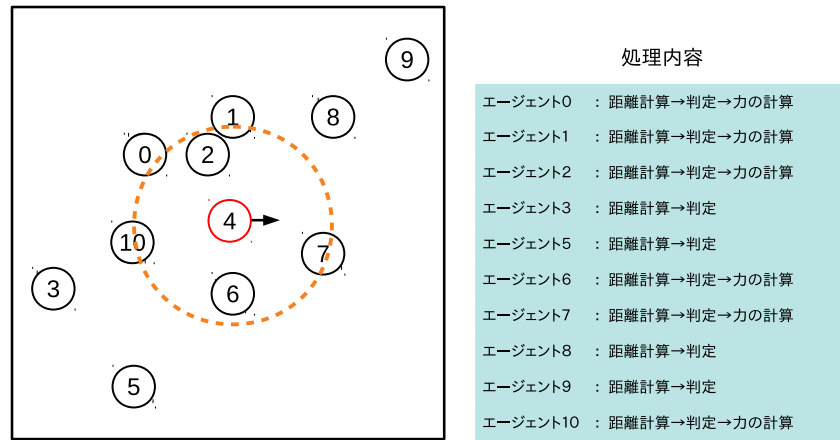 9
1
8
0
2
4
10
7
3
6
5
処理内容
エージェント0 : 距離計算→判定→力の計算
エージェント1 : 距離計算→判定→力の計算
エージェント2 : 距離計算→判定→力の計算
エージェント3 : 距離計算→判定
エージェント5 : 距離計算→判定
エージェント6 : 距離計算→判定→力の計算
エージェント7 : 距離計算→判定→力の計算
エージェント8 : 距離計算→判定
エージェント9 : 距離計算→判定
エージェント10 : 距離計算→判定→力の計算